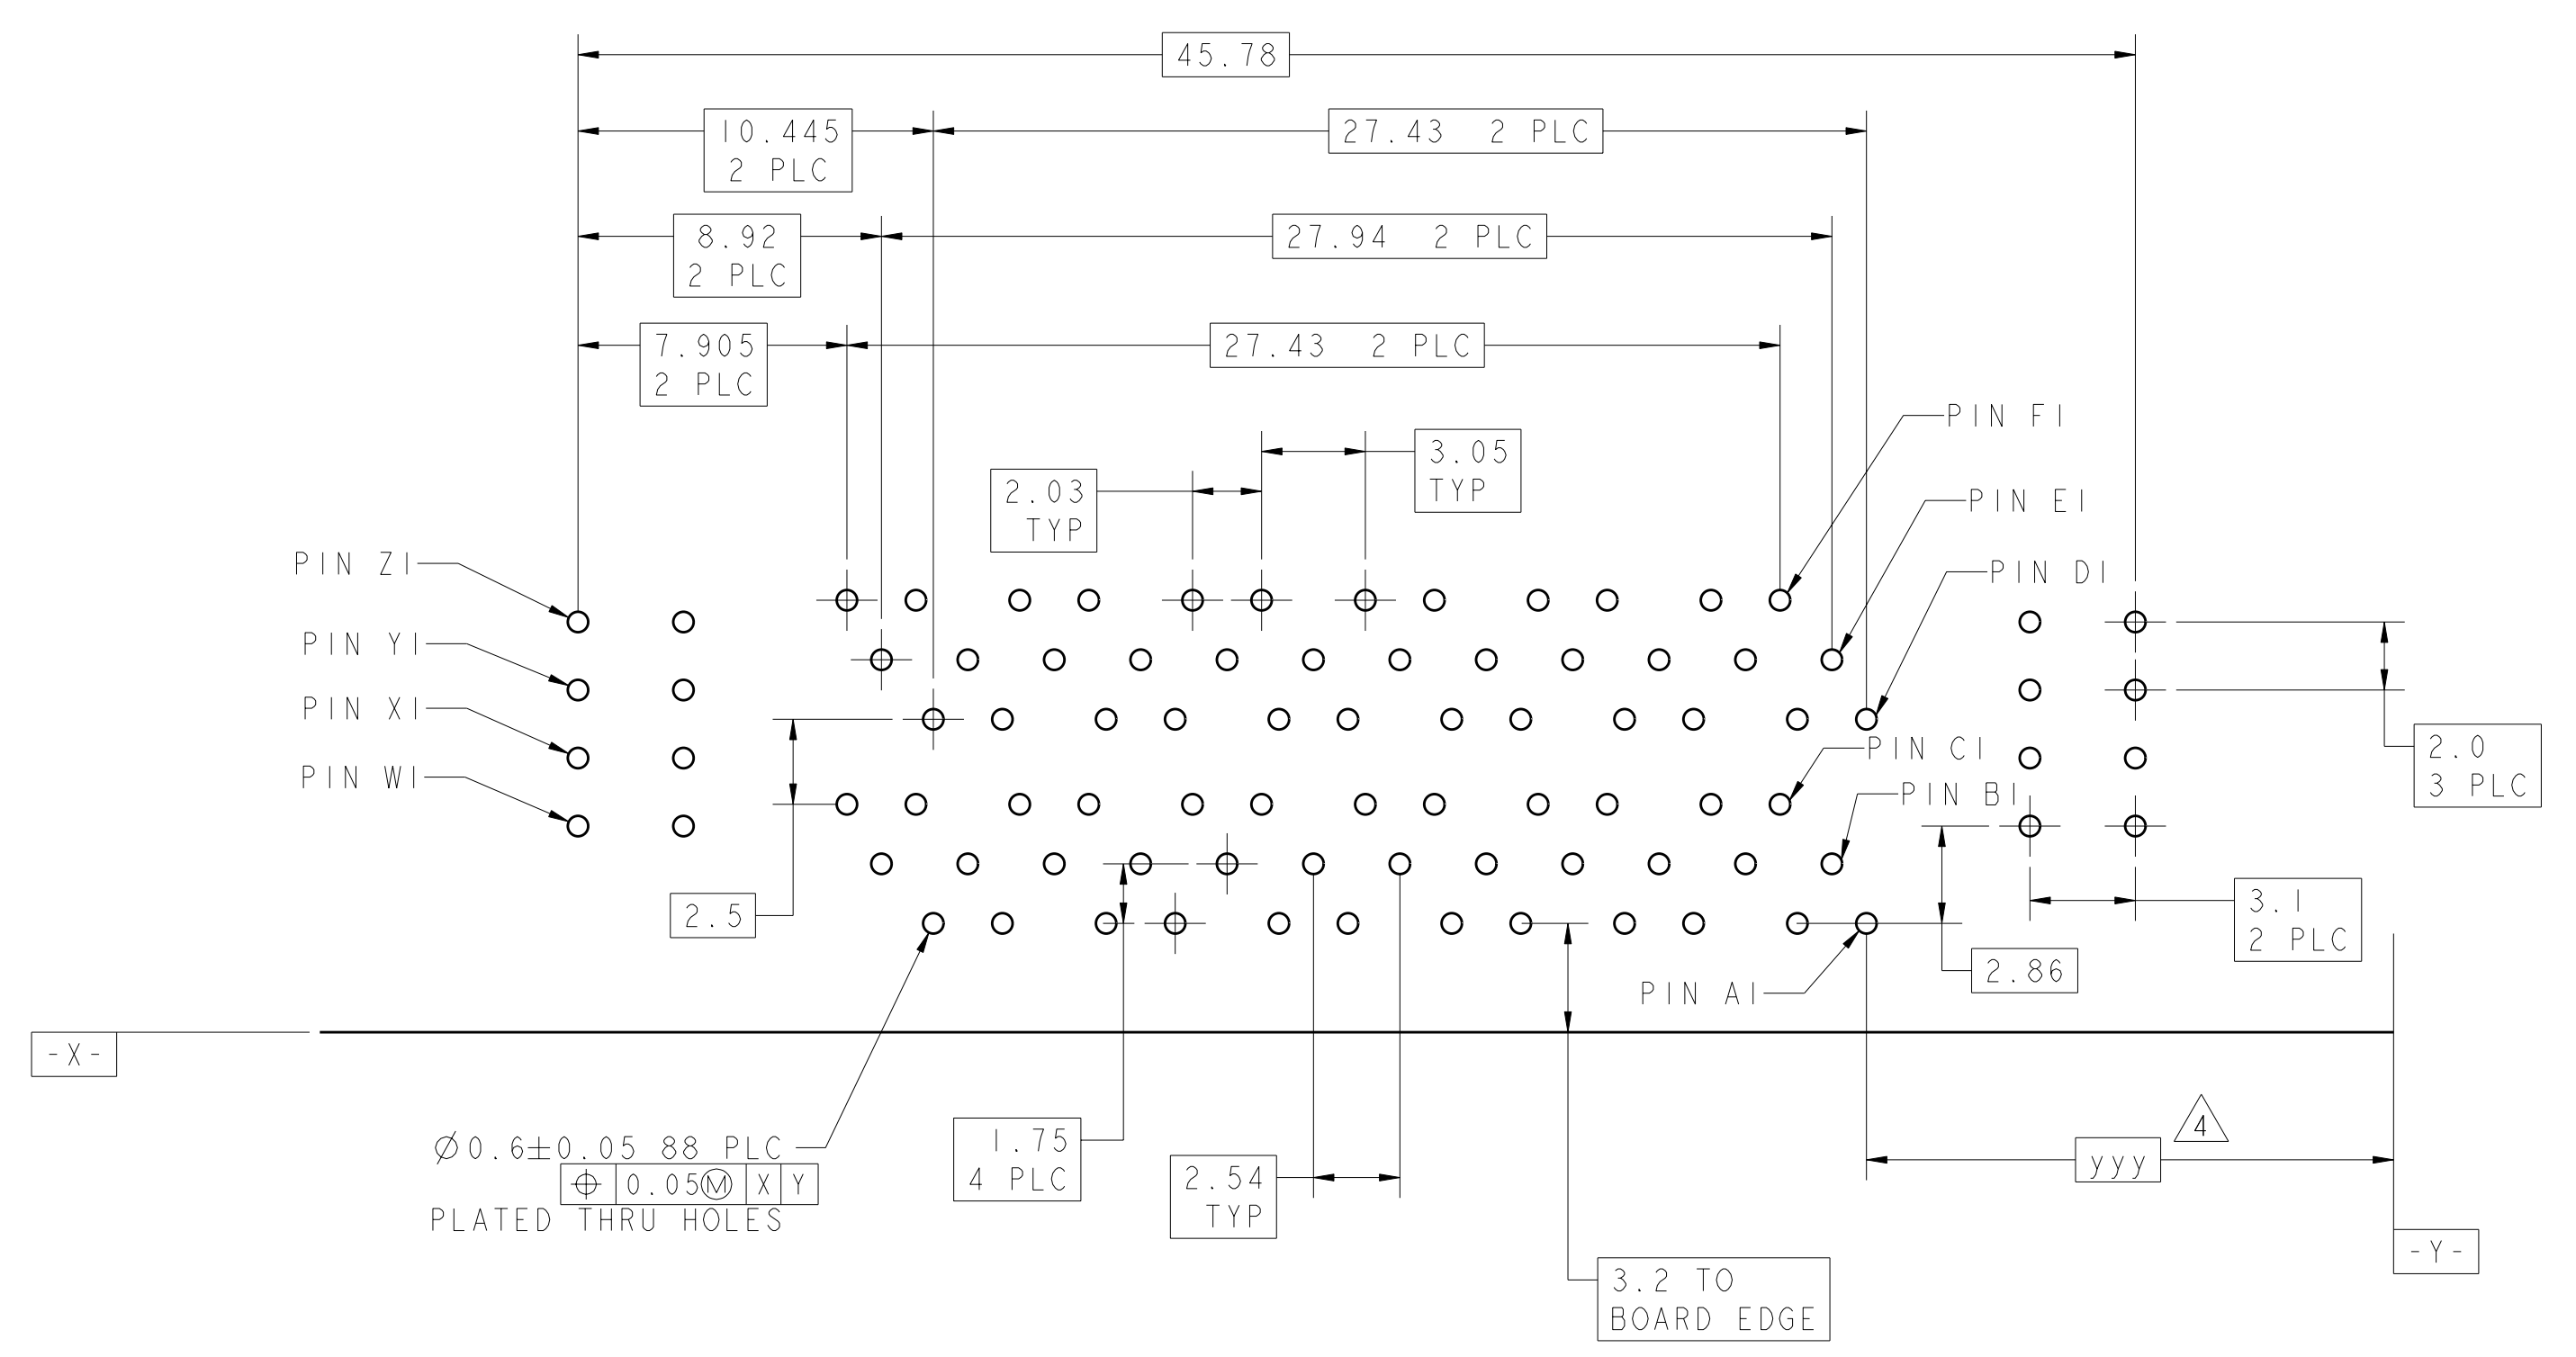 45.78
10.445
2 PLC
27.43 2 PLC
8.92
2 PLC
27.94 2 PLC
7.905
2 PLC
27.43 2 PLC
PIN F1
3.05
TYP
2.03
TYP
PIN E1
PIN Z1
PIN D1
PIN Y1
PIN X1
PIN C1
2.0
3 PLC
PIN W1
PIN B1
2.5
3.1
2 PLC
2.86
PIN A1
-X-
4
Ø0.6±0.05 88 PLC
⌖ 0.05Ⓜ X Y
PLATED THRU HOLES
1.75
4 PLC
2.54
TYP
yyy
-Y-
3.2 TO
BOARD EDGE